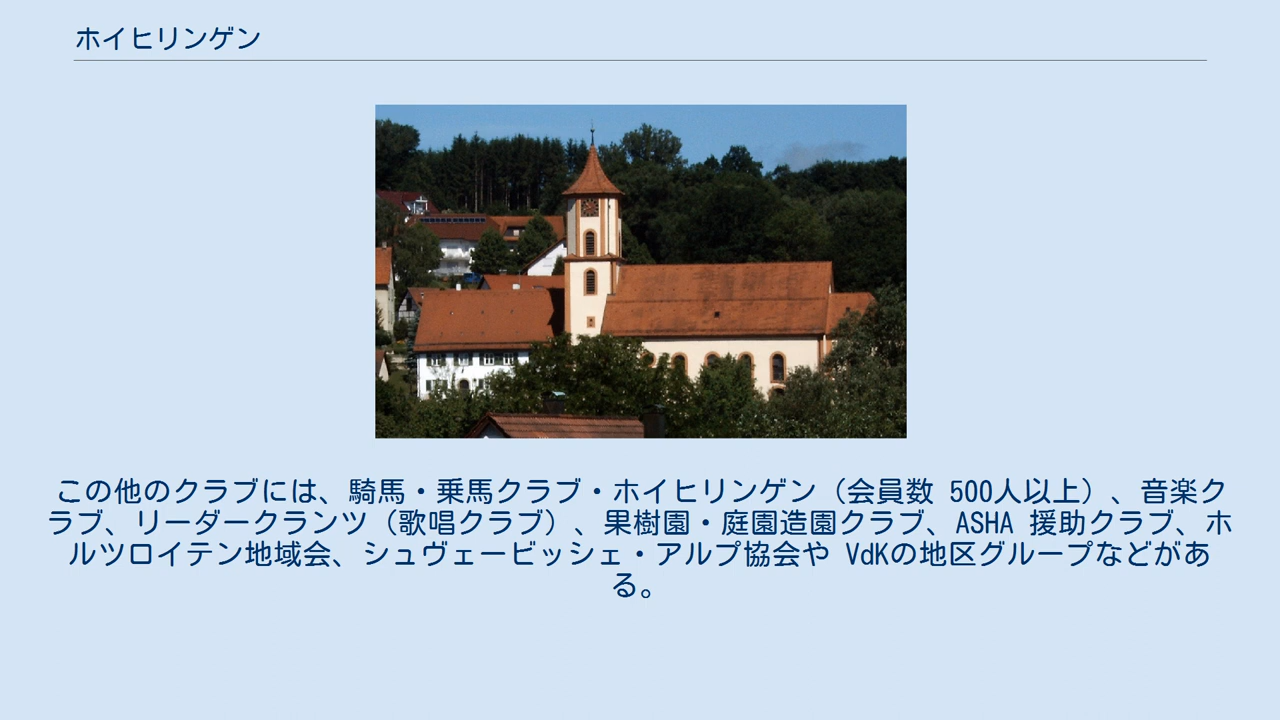 ホイヒリンゲン
この他のクラブには、騎馬・乗馬クラブ・ホイヒリンゲン（会員数 500人以上）、音楽ク
ラブ、リーダークランツ（歌唱クラブ）、果樹園・庭園造園クラブ、ASHA 援助クラブ、ホ
ルツロイテン地域会、シュヴェービッシェ・アルプ協会や VdKの地区グループなどがあ
る。